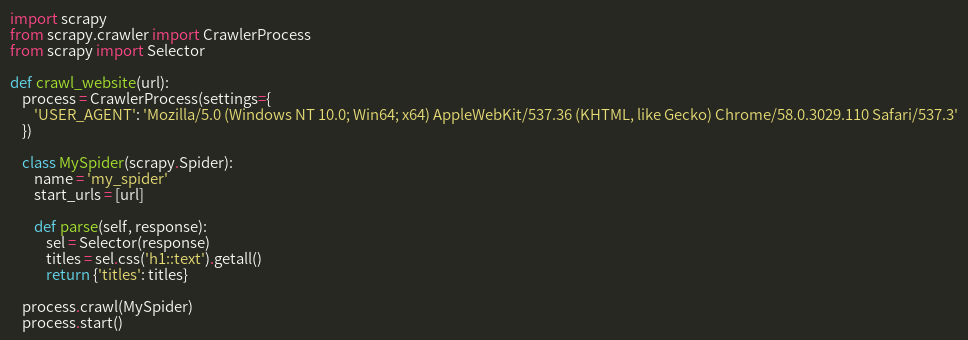 import scrapy
from scrapy.crawler import CrawlerProcess
from scrapy import Selector

def crawl_website(url):
    process = CrawlerProcess(settings={
        'USER_AGENT': 'Mozilla/5.0 (Windows NT 10.0; Win64; x64) AppleWebKit/537.36 (KHTML, like Gecko) Chrome/58.0.3029.110 Safari/537.3'
    })

    class MySpider(scrapy.Spider):
        name = 'my_spider'
        start_urls = [url]

        def parse(self, response):
            sel = Selector(response)
            titles = sel.css('h1::text').getall()
            return {'titles': titles}

    process.crawl(MySpider)
    process.start()